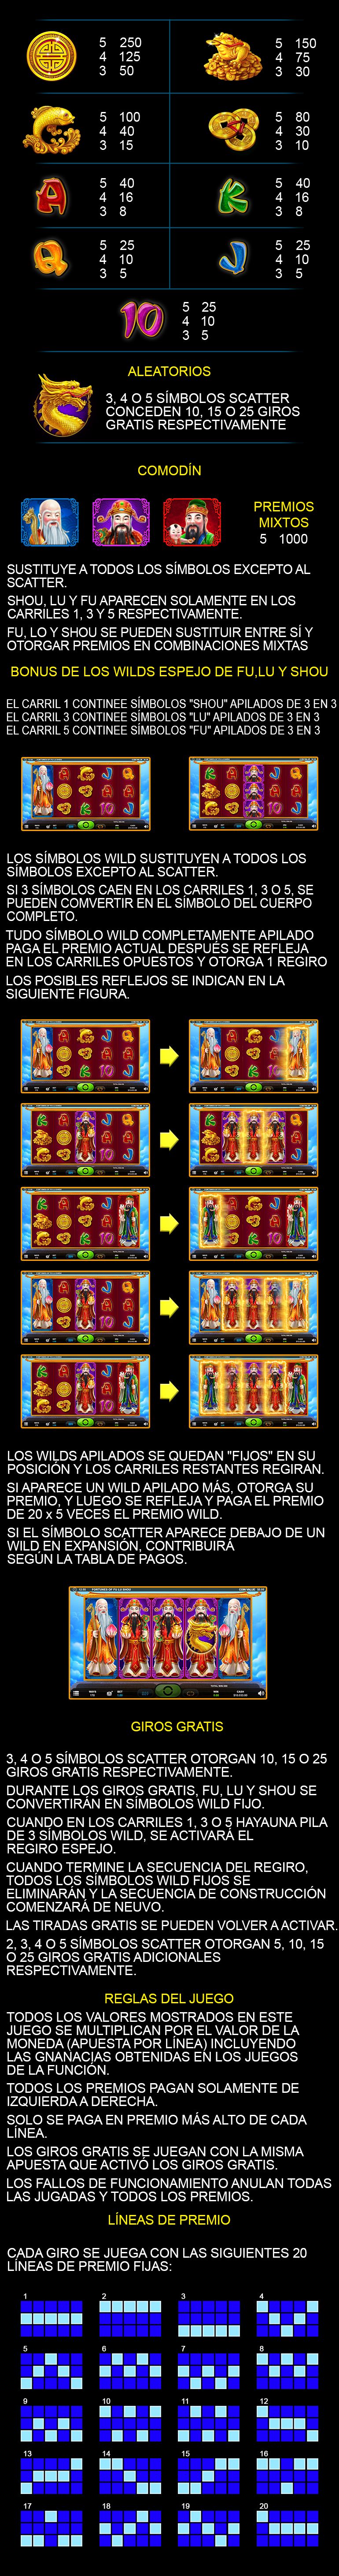 5 250
4 125
3 50
5 150
4 75
3 30
5 100
4 40
3 15
5 80
4 30
3 10
A
5 40
4 16
3 8
K
5 40
4 16
3 8
Q
5 25
4 10
3 5
J
5 25
4 10
3 5
10
5 25
4 10
3 5
ALEATORIOS
3, 4 O 5 SÍMBOLOS SCATTER
CONCEDEN 10, 15 O 25 GIROS
GRATIS RESPECTIVAMENTE
COMODÍN
PREMIOS
MIXTOS
5 1000
SUSTITUYE A TODOS LOS SÍMBOLOS EXCEPTO AL
SCATTER.
SHOU, LU Y FU APARECEN SOLAMENTE EN LOS
CARRILES 1, 3 Y 5 RESPECTIVAMENTE.
FU, LO Y SHOU SE PUEDEN SUSTITUIR ENTRE SÍ Y
OTORGAR PREMIOS EN COMBINACIONES MIXTAS
BONUS DE LOS WILDS ESPEJO DE FU,LU Y SHOU
EL CARRIL 1 CONTINEE SÍMBOLOS "SHOU" APILADOS DE 3 EN 3
EL CARRIL 3 CONTINEE SÍMBOLOS "LU" APILADOS DE 3 EN 3
EL CARRIL 5 CONTINEE SÍMBOLOS "FU" APILADOS DE 3 EN 3
LOS SÍMBOLOS WILD SUSTITUYEN A TODOS LOS
SÍMBOLOS EXCEPTO AL SCATTER.
SI 3 SÍMBOLOS CAEN EN LOS CARRILES 1, 3 O 5, SE
PUEDEN COMVERTIR EN EL SÍMBOLO DEL CUERPO
COMPLETO.
TUDO SÍMBOLO WILD COMPLETAMENTE APILADO
PAGA EL PREMIO ACTUAL DESPUÉS SE REFLEJA
EN LOS CARRILES OPUESTOS Y OTORGA 1 REGIRO
LOS POSIBLES REFLEJOS SE INDICAN EN LA
SIGUIENTE FIGURA.
LOS WILDS APILADOS SE QUEDAN "FIJOS" EN SU
POSICIÓN Y LOS CARRILES RESTANTES REGIRAN.
SI APARECE UN WILD APILADO MÁS, OTORGA SU
PREMIO, Y LUEGO SE REFLEJA Y PAGA EL PREMIO
DE 20 x 5 VECES EL PREMIO WILD.
SI EL SÍMBOLO SCATTER APARECE DEBAJO DE UN
WILD EN EXPANSIÓN, CONTRIBUIRÁ
SEGÚN LA TABLA DE PAGOS.
GIROS GRATIS
3, 4 O 5 SÍMBOLOS SCATTER OTORGAN 10, 15 O 25
GIROS GRATIS RESPECTIVAMENTE.
DURANTE LOS GIROS GRATIS, FU, LU Y SHOU SE
CONVERTIRÁN EN SÍMBOLOS WILD FIJO.
CUANDO EN LOS CARRILES 1, 3 O 5 HAYAUNA PILA
DE 3 SÍMBOLOS WILD, SE ACTIVARÁ EL
REGIRO ESPEJO.
CUANDO TERMINE LA SECUENCIA DEL REGIRO,
TODOS LOS SÍMBOLOS WILD FIJOS SE
ELIMINARÁN Y LA SECUENCIA DE CONSTRUCCIÓN
COMENZARÁ DE NUEVO.
LAS TIRADAS GRATIS SE PUEDEN VOLVER A ACTIVAR.
2, 3, 4 O 5 SÍMBOLOS SCATTER OTORGAN 5, 10, 15
O 25 GIROS GRATIS ADICIONALES
RESPECTIVAMENTE.
REGLAS DEL JUEGO
TODOS LOS VALORES MOSTRADOS EN ESTE
JUEGO SE MULTIPLICAN POR EL VALOR DE LA
MONEDA (APUESTA POR LÍNEA) INCLUYENDO
LAS GNANACIAS OBTENIDAS EN LOS JUEGOS
DE LA FUNCIÓN.
TODOS LOS PREMIOS PAGAN SOLAMENTE DE
IZQUIERDA A DERECHA.
SOLO SE PAGA EN PREMIO MÁS ALTO DE CADA
LÍNEA.
LOS GIROS GRATIS SE JUEGAN CON LA MISMA
APUESTA QUE ACTIVÓ LOS GIROS GRATIS.
LOS FALLOS DE FUNCIONAMIENTO ANULAN TODAS
LAS JUGADAS Y TODOS LOS PREMIOS.
LÍNEAS DE PREMIO
CADA GIRO SE JUEGA CON LAS SIGUIENTES 20
LÍNEAS DE PREMIO FIJAS:
1 2 3 4
5 6 7 8
9 10 11 12
13 14 15 16
17 18 19 20